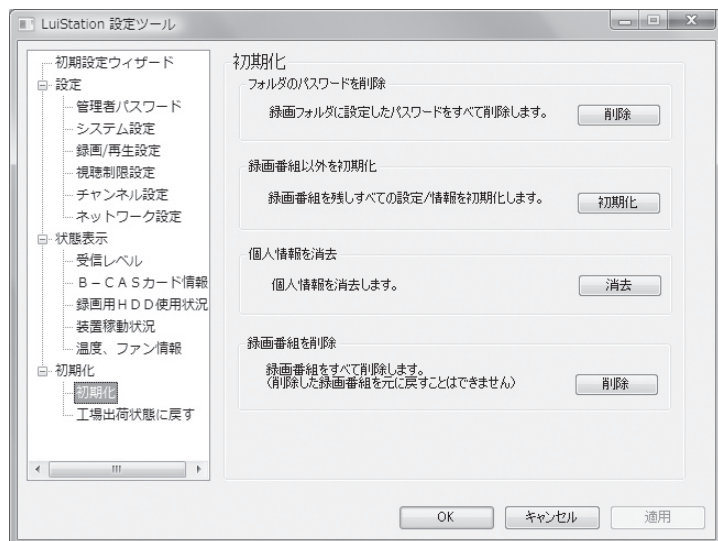 LuiStation 設定ツール
初期設定ウィザード
設定
管理者パスワード
システム設定
録画/再生設定
視聴制限設定
チャンネル設定
ネットワーク設定
状態表示
受信レベル
B－CASカード情報
録画用HDD使用状況
装置稼動状況
温度、ファン情報
初期化
初期化
工場出荷状態に戻す
初期化
フォルダのパスワードを削除
録画フォルダに設定したパスワードをすべて削除します。
削除
録画番組以外を初期化
録画番組を残しすべての設定/情報を初期化します。
初期化
個人情報を消去
個人情報を消去します。
消去
録画番組を削除
録画番組をすべて削除します。
(削除した録画番組を元に戻すことはできません)
削除
OK
キャンセル
適用